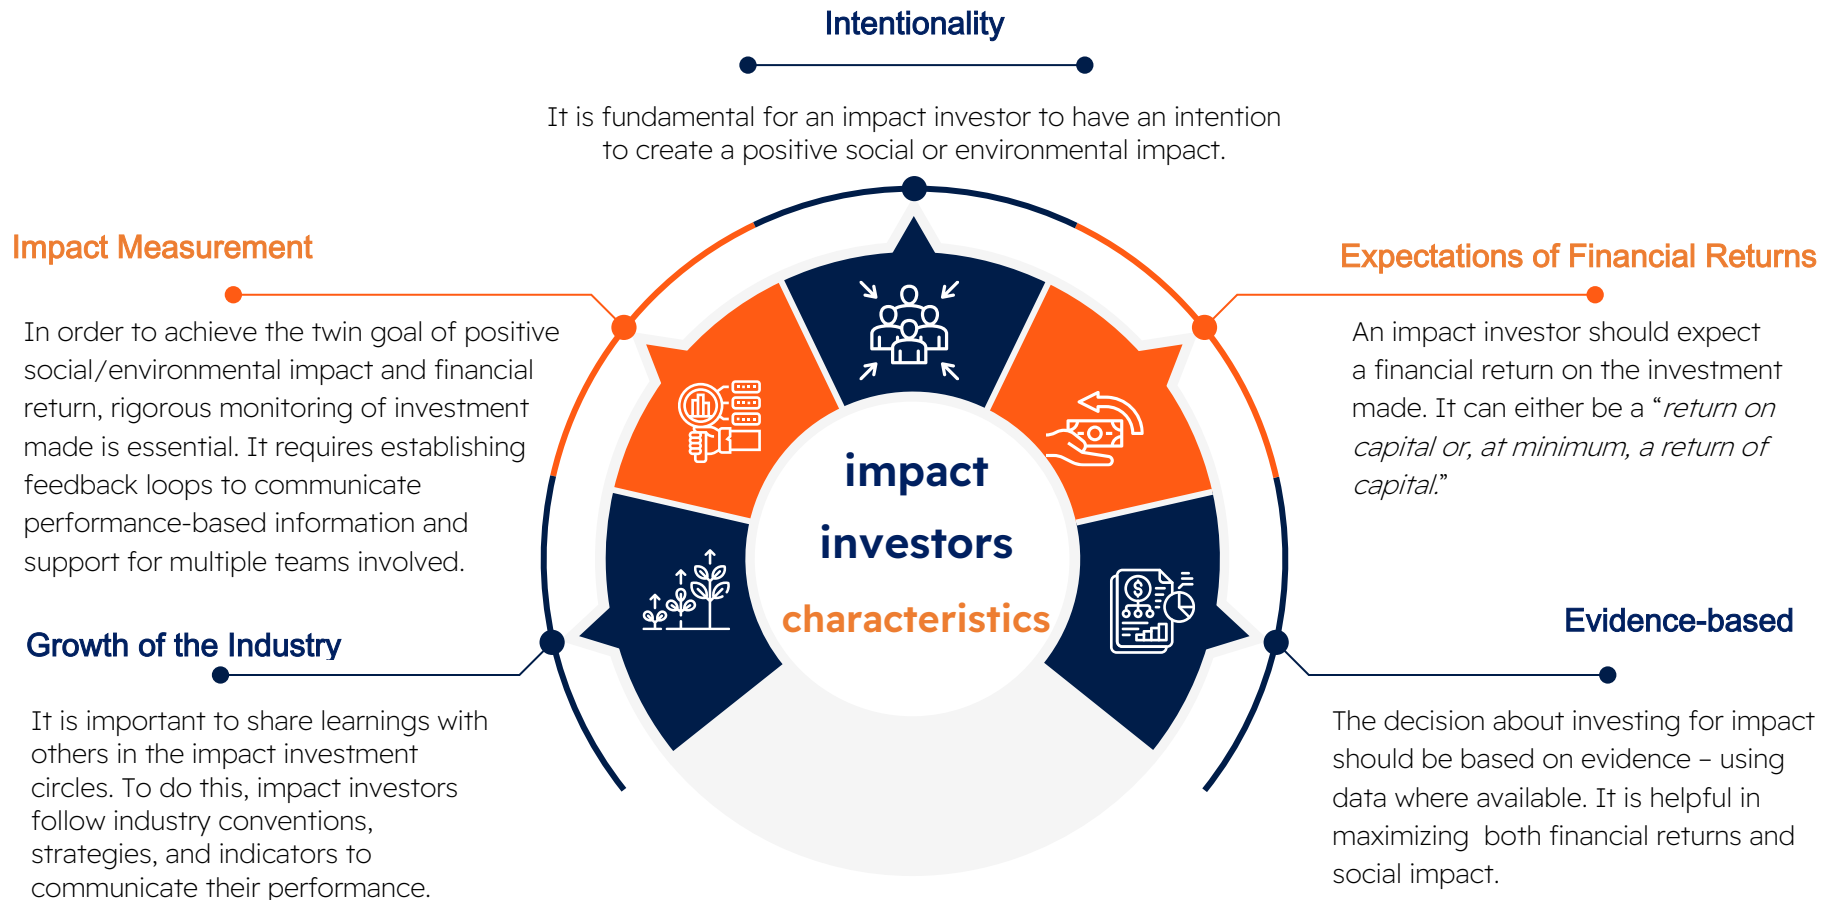 Intentionality
It is fundamental for an impact investor to have an intention
to create a positive social or environmental impact.
Impact Measurement
In order to achieve the twin goal of positive
social/environmental impact and financial
return, rigorous monitoring of investment
made is essential. It requires establishing
feedback loops to communicate
performance-based information and
support for multiple teams involved.
Expectations of Financial Returns
An impact investor should expect
a financial return on the investment
made. It can either be a “return on
capital or, at minimum, a return of
capital.”
impact
investors
characteristics
Growth of the Industry
It is important to share learnings with
others in the impact investment
circles. To do this, impact investors
follow industry conventions,
strategies, and indicators to
communicate their performance.
Evidence-based
The decision about investing for impact
should be based on evidence – using
data where available. It is helpful in
maximizing  both financial returns and
social impact.